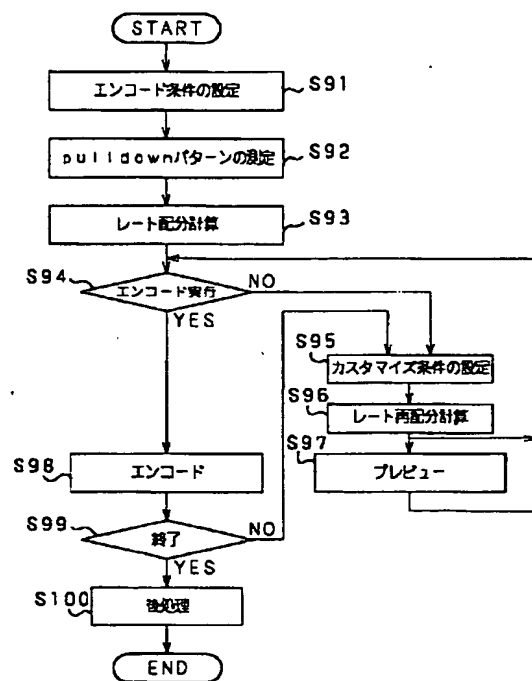 START
エンコード条件の設定
S91
pulldownパターンの測定
S92
レート配分計算
S93
S94
エンコード実行
NO
YES
S95
カスタマイズ条件の設定
S96
レート再配分計算
S97
プレビュー
S98
エンコード
S99
終了
NO
YES
S100
後処理
END